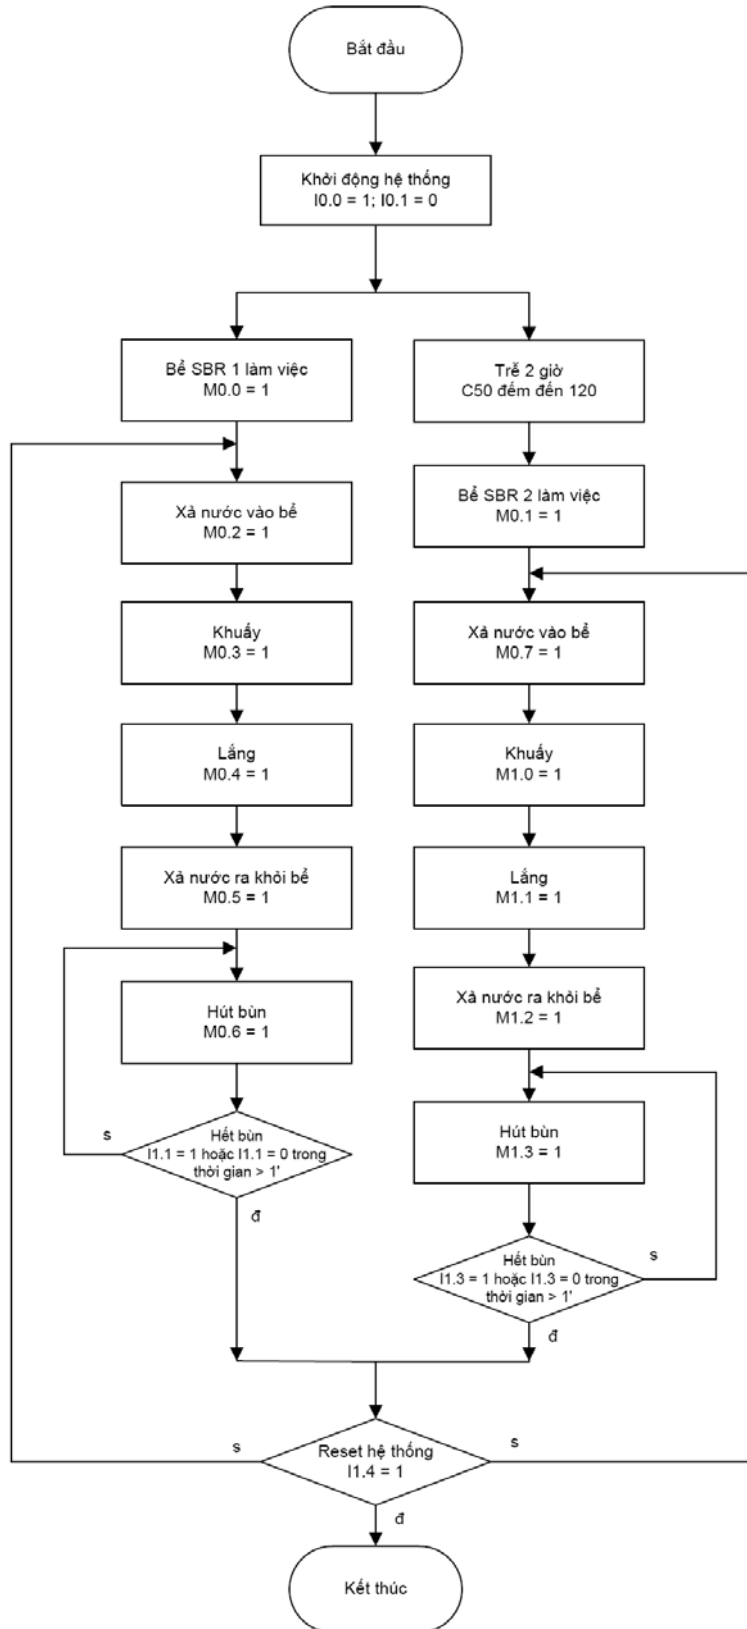 Bắt đầu
Khởi động hệ thống
I0.0 = 1; I0.1 = 0
Bể SBR 1 làm việc
M0.0 = 1
Trễ 2 giờ
C50 đếm đến 120
Bể SBR 2 làm việc
M0.1 = 1
Xả nước vào bể
M0.2 = 1
Khuấy
M0.3 = 1
Xả nước vào bể
M0.7 = 1
Lắng
M0.4 = 1
Khuấy
M1.0 = 1
Xả nước ra khỏi bể
M0.5 = 1
Lắng
M1.1 = 1
Hút bùn
M0.6 = 1
Xả nước ra khỏi bể
M1.2 = 1
s
Hết bùn
I1.1 = 1 hoặc I1.1 = 0 trong
thời gian > 1'
đ
Hút bùn
M1.3 = 1
s
Hết bùn
I1.3 = 1 hoặc I1.3 = 0 trong
thời gian > 1'
đ
s
Reset hệ thống
I1.4 = 1
s
đ
Kết thúc